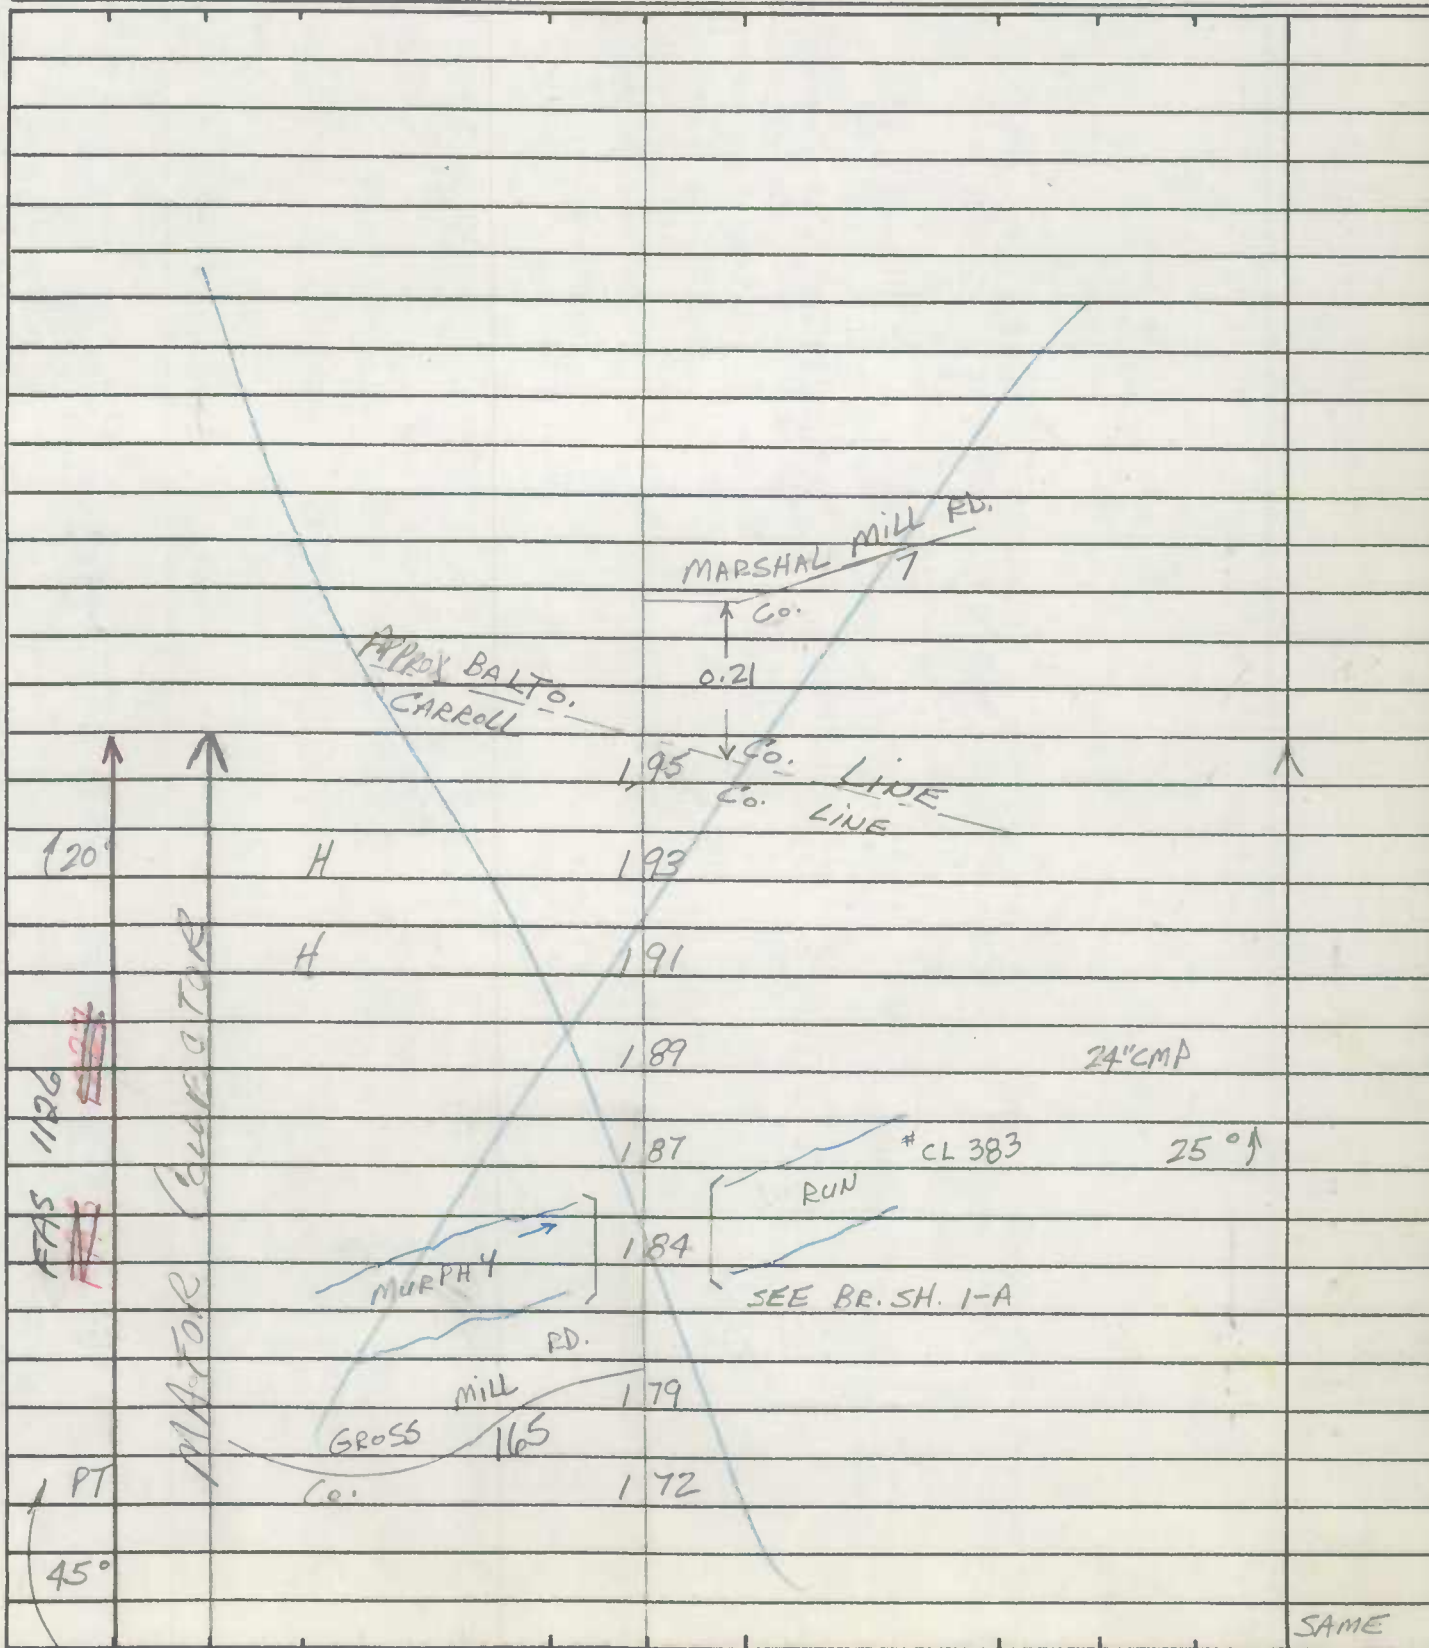 MARSHAL MILL RD.
7
Co.
0.21
APPROX BALTO. Co. LINE
CARROLL Co. LINE
1 95
20° H 1 93
H 1 91
1 89 24" CMP
1 87 # CL 383 25°
RUN
MURPHY 1 84
SEE BR. SH. 1-A
GROSS MILL RD.
165
1 79
Co.
PT 1 72
45°
FAS 1126
MAJOR COLLECTOR
SAME